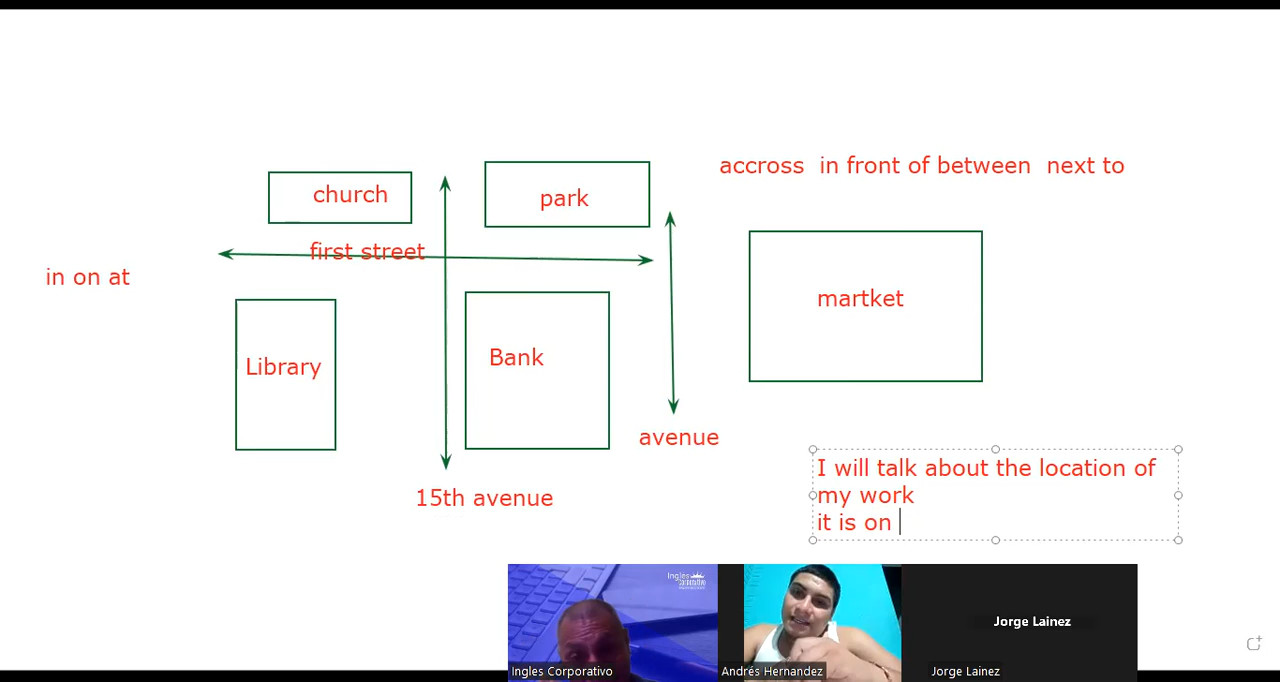 accross in front of between next to
church
park
first street
in on at
martket
Library
Bank
avenue
15th avenue
I will talk about the location of
my work
it is on
Ingles
Corporativo
Jorge Lainez
Ingles Corporativo
Andrés Hernandez
Jorge Lainez